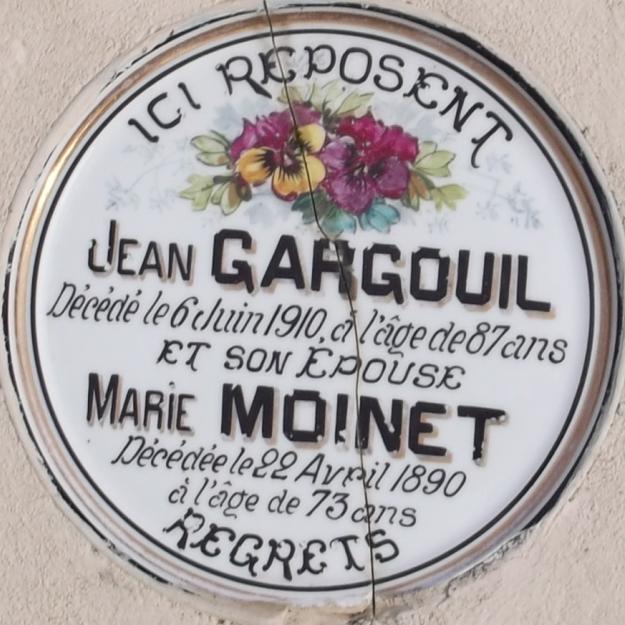 ICI REPOSENT
JEAN GARGOUIL
Décédé le 6 Juin 1910, à l'âge de 87 ans
ET SON ÉPOUSE
MARIE MOINET
Décédée le 22 Avril 1890
à l'âge de 73 ans
REGRETS